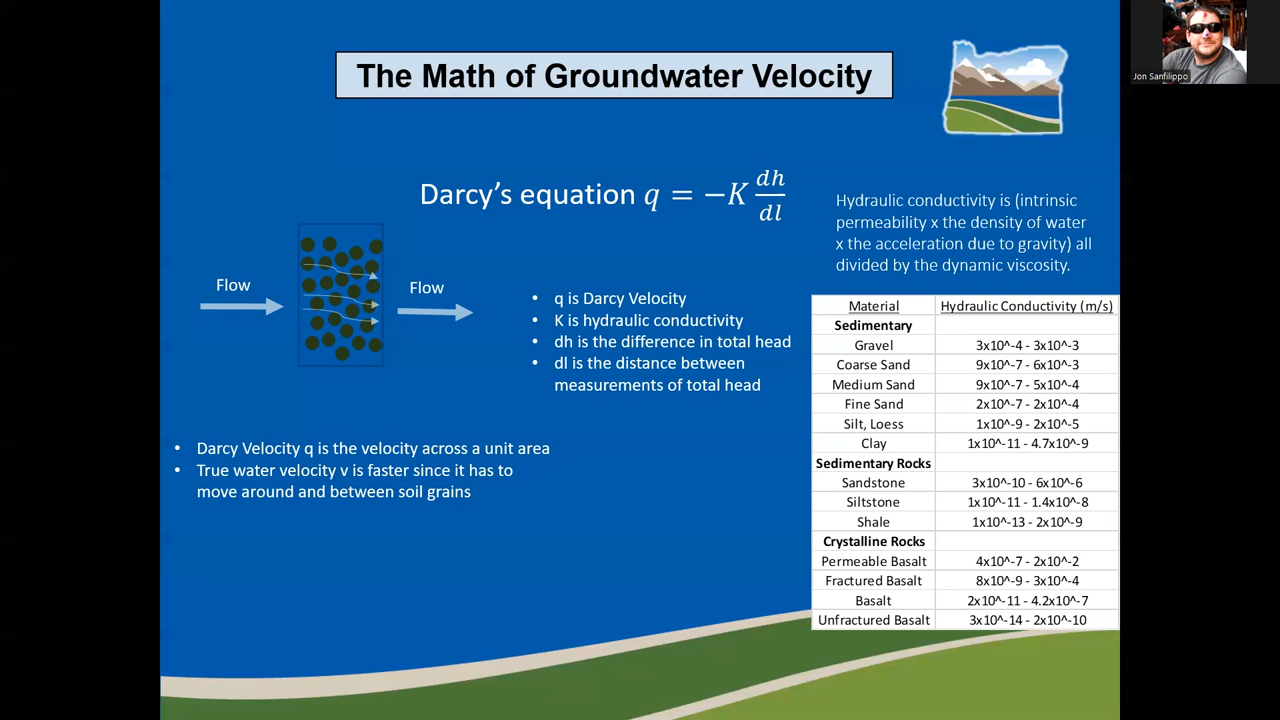 The Math of Groundwater Velocity
Jon Sanfilippo
Darcy's equation q = −K dh/dl
Hydraulic conductivity is (intrinsic
permeability x the density of water
x the acceleration due to gravity) all
divided by the dynamic viscosity.
Flow
Flow
• q is Darcy Velocity
• K is hydraulic conductivity
• dh is the difference in total head
• dl is the distance between
measurements of total head
• Darcy Velocity q is the velocity across a unit area
• True water velocity v is faster since it has to
move around and between soil grains
Material Hydraulic Conductivity (m/s)
Sedimentary
Gravel 3x10^-4 - 3x10^-3
Coarse Sand 9x10^-7 - 6x10^-3
Medium Sand 9x10^-7 - 5x10^-4
Fine Sand 2x10^-7 - 2x10^-4
Silt, Loess 1x10^-9 - 2x10^-5
Clay 1x10^-11 - 4.7x10^-9
Sedimentary Rocks
Sandstone 3x10^-10 - 6x10^-6
Siltstone 1x10^-11 - 1.4x10^-8
Shale 1x10^-13 - 2x10^-9
Crystalline Rocks
Permeable Basalt 4x10^-7 - 2x10^-2
Fractured Basalt 8x10^-9 - 3x10^-4
Basalt 2x10^-11 - 4.2x10^-7
Unfractured Basalt 3x10^-14 - 2x10^-10